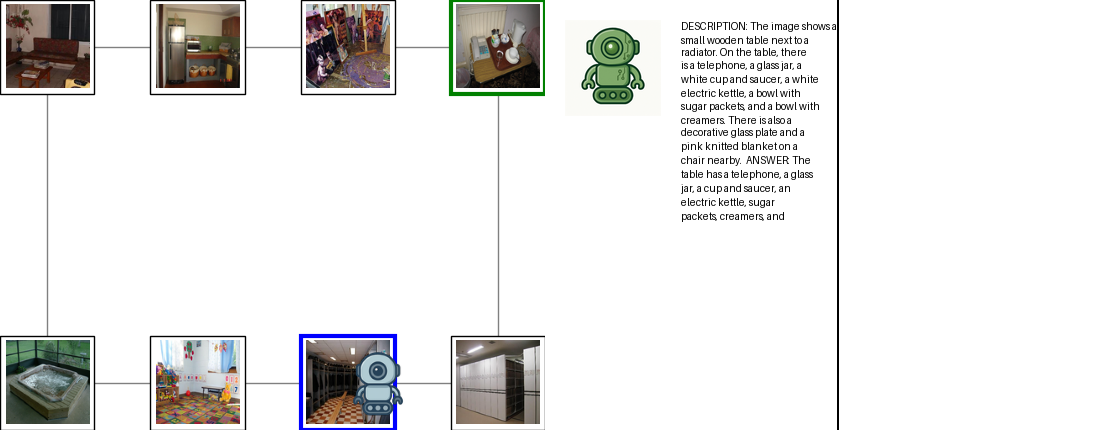 DESCRIPTION: The image shows a
small wooden table next to a
radiator. On the table, there
is a telephone, a glass jar, a
white cup and saucer, a white
electric kettle, a bowl with
sugar packets, and a bowl with
creamers. There is also a
decorative glass plate and a
pink knitted blanket on a
chair nearby. ANSWER: The
table has a telephone, a glass
jar, a cup and saucer, an
electric kettle, sugar
packets, creamers, and